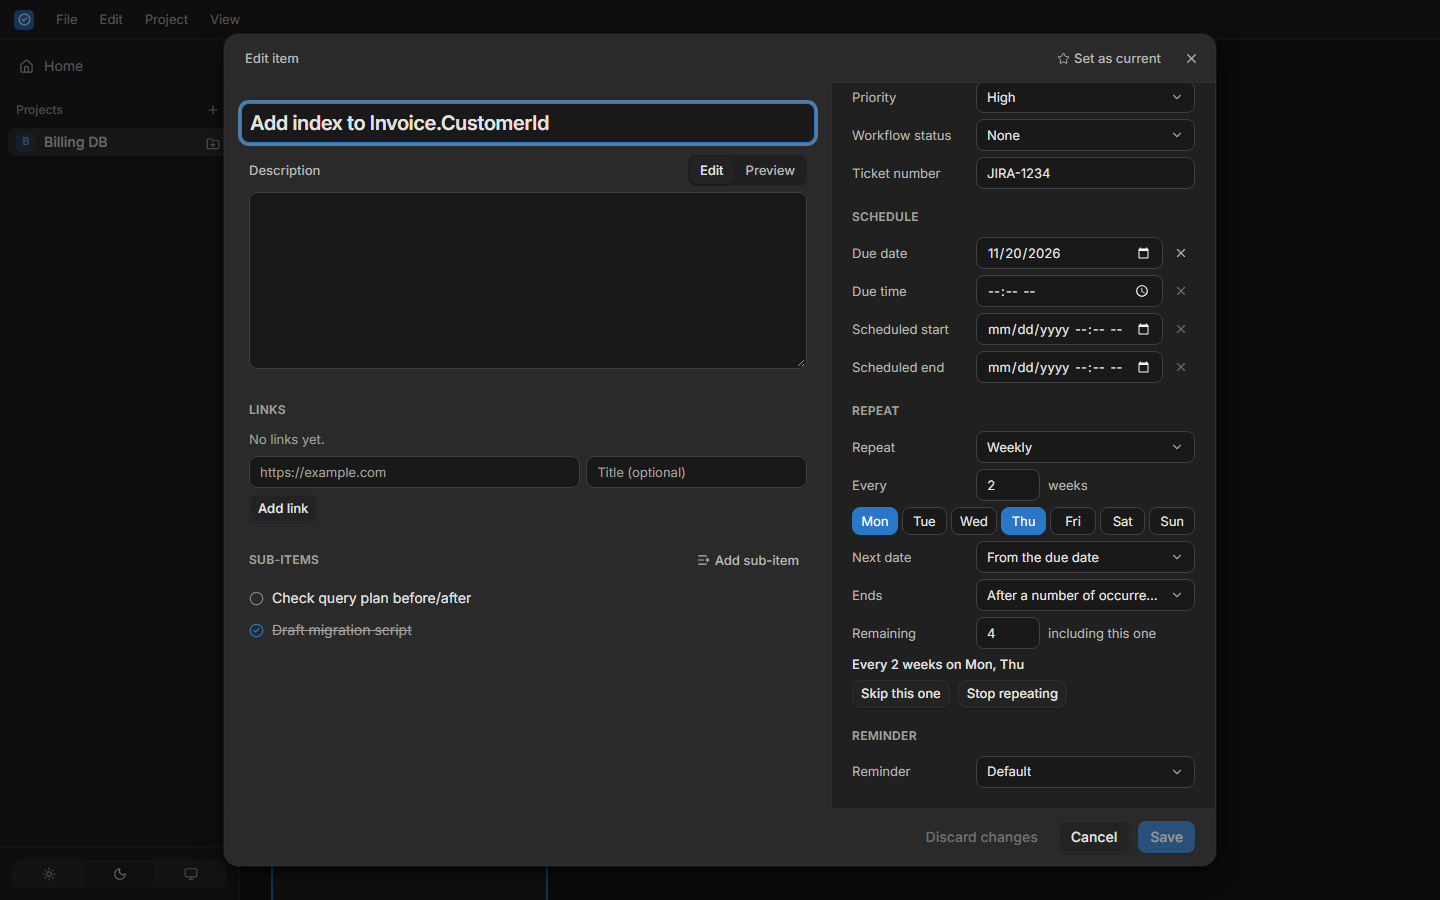 File Edit Project View
Home
Projects
B Billing DB
Edit item
Set as current
Add index to Invoice.CustomerId
Description
Edit Preview
LINKS
No links yet.
https://example.com Title (optional)
Add link
SUB-ITEMS
Add sub-item
Check query plan before/after
Draft migration script
Priority High
Workflow status None
Ticket number JIRA-1234
SCHEDULE
Due date 11/20/2026
Due time --:-- --
Scheduled start mm/dd/yyyy --:-- --
Scheduled end mm/dd/yyyy --:-- --
REPEAT
Repeat Weekly
Every 2 weeks
Mon Tue Wed Thu Fri Sat Sun
Next date From the due date
Ends After a number of occurre...
Remaining 4 including this one
Every 2 weeks on Mon, Thu
Skip this one Stop repeating
REMINDER
Reminder Default
Discard changes Cancel Save